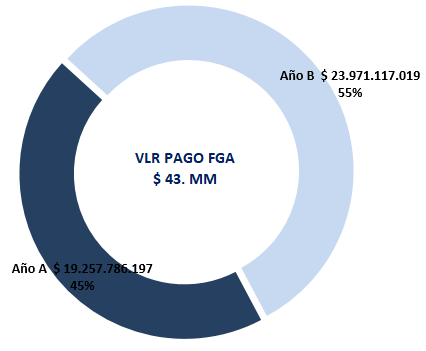 Año B $ 23.971.117.019
55%
VLR PAGO FGA
$ 43. MM
Año A $ 19.257.786.197
45%